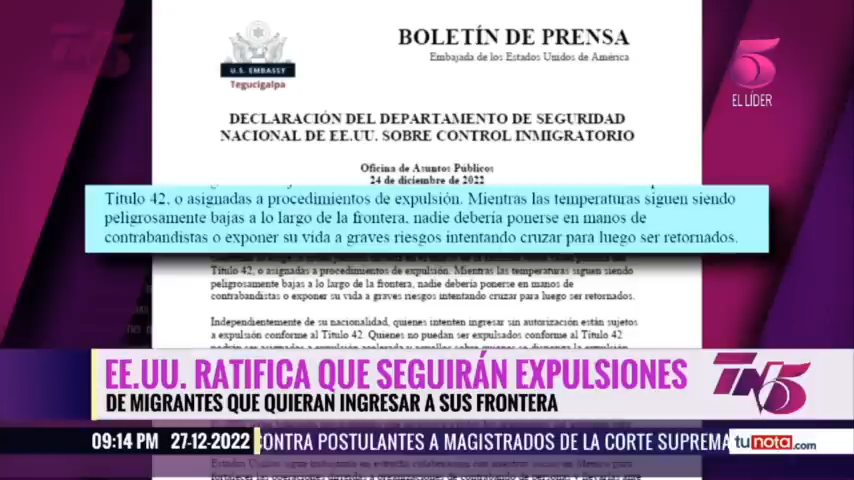 TN5
5
EL LÍDER
U.S. EMBASSY
Tegucigalpa
BOLETÍN DE PRENSA
Embajada de los Estados Unidos de América
DECLARACIÓN DEL DEPARTAMENTO DE SEGURIDAD
NACIONAL DE EE.UU. SOBRE CONTROL INMIGRATORIO
Oficina de Asuntos Públicos
24 de diciembre de 2022
Título 42, o asignadas a procedimientos de expulsión. Mientras las temperaturas siguen siendo
peligrosamente bajas a lo largo de la frontera, nadie debería ponerse en manos de
contrabandistas o exponer su vida a graves riesgos intentando cruzar para luego ser retornados.
Título 42, o asignadas a procedimientos de expulsión. Mientras las temperaturas siguen siendo
peligrosamente bajas a lo largo de la frontera, nadie debería ponerse en manos de
contrabandistas o exponer su vida a graves riesgos intentando cruzar para luego ser retornados.
Independientemente de su nacionalidad, quienes intenten ingresar sin autorización están sujetos
a expulsión conforme al Título 42. Quienes no puedan ser expulsados conforme al Título 42
EE.UU. RATIFICA QUE SEGUIRÁN EXPULSIONES
DE MIGRANTES QUE QUIERAN INGRESAR A SUS FRONTERA
TN5
09:14 PM 27-12-2022 CONTRA POSTULANTES A MAGISTRADOS DE LA CORTE SUPREMA
tunota.com